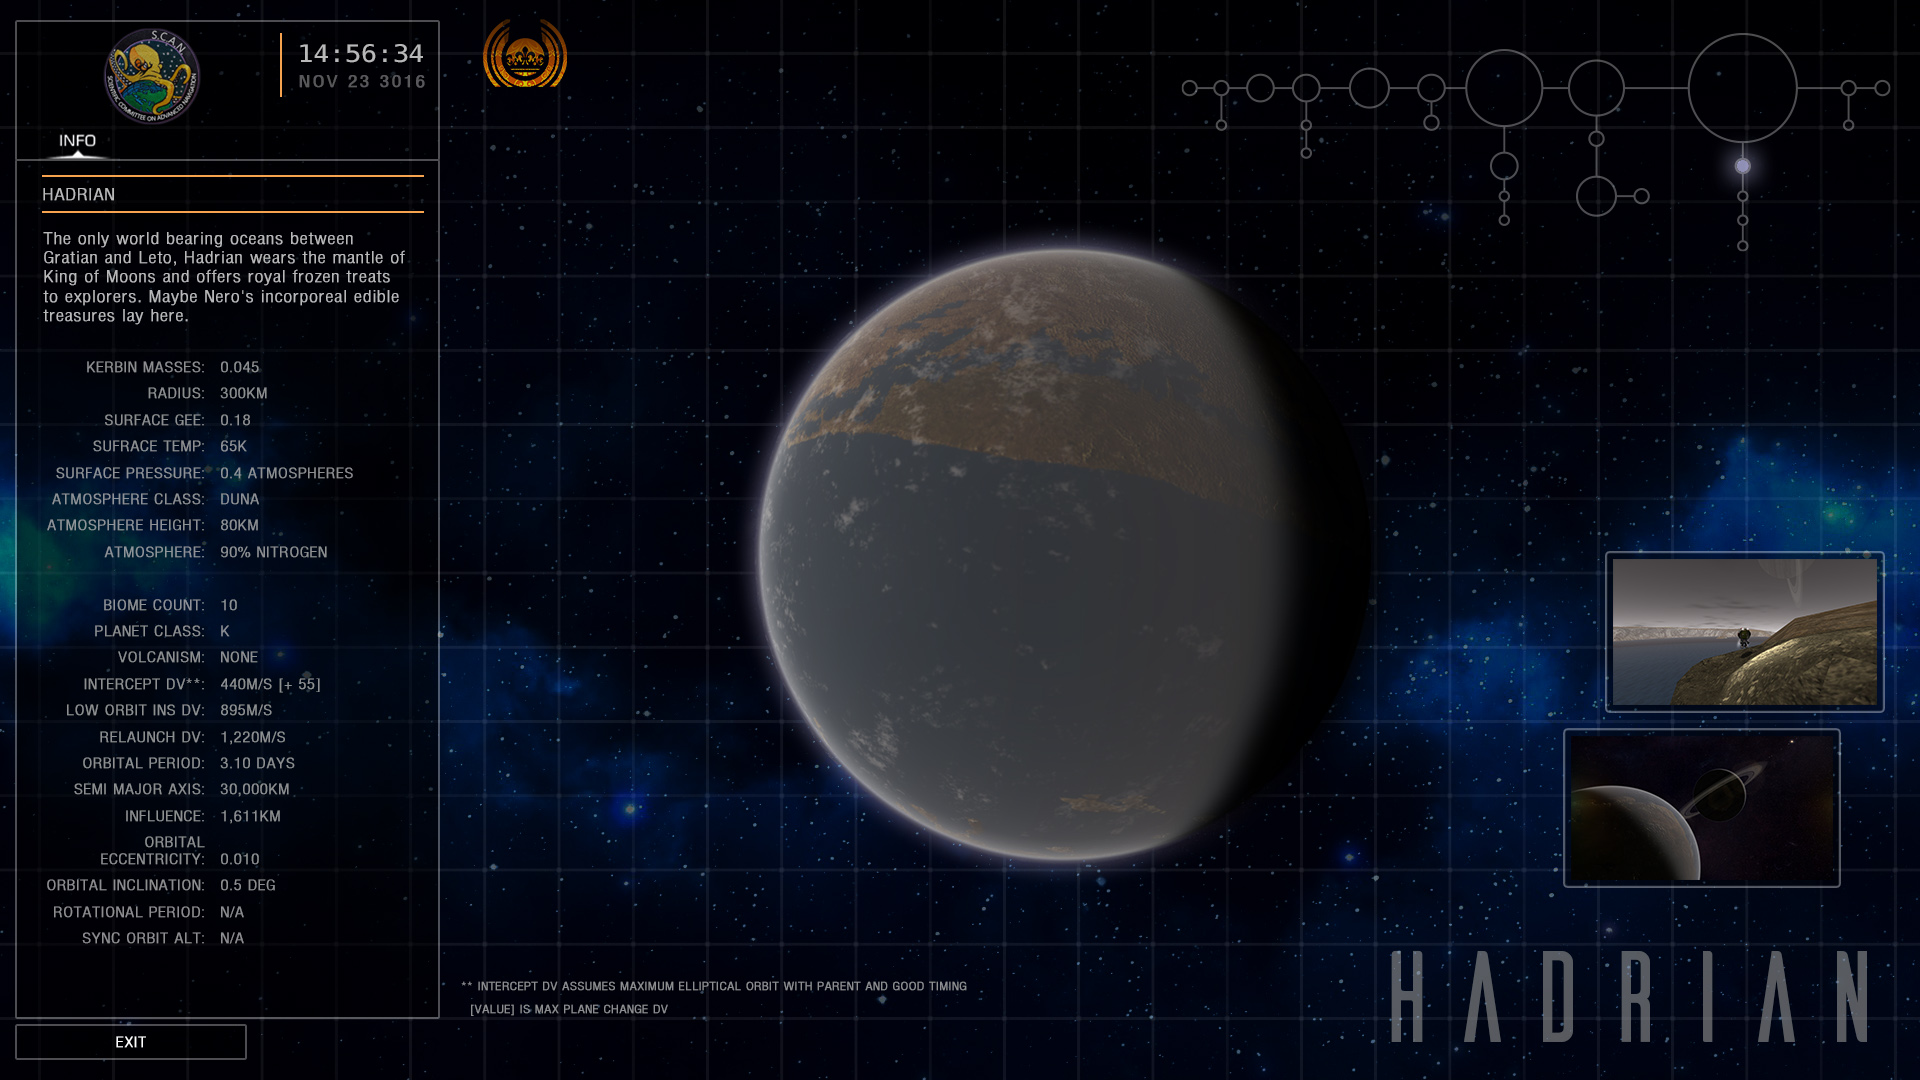 S.C.A.N.
SCIENTIFIC COMMITTEE ON ADVANCED NAVIGATION
14:56:34
NOV 23 3016
INFO
HADRIAN
The only world bearing oceans between
Gratian and Leto, Hadrian wears the mantle of
King of Moons and offers royal frozen treats
to explorers. Maybe Nero's incorporeal edible
treasures lay here.
KERBIN MASSES: 0.045
RADIUS: 300KM
SURFACE GEE: 0.18
SUFRACE TEMP: 65K
SURFACE PRESSURE: 0.4 ATMOSPHERES
ATMOSPHERE CLASS: DUNA
ATMOSPHERE HEIGHT: 80KM
ATMOSPHERE: 90% NITROGEN
BIOME COUNT: 10
PLANET CLASS: K
VOLCANISM: NONE
INTERCEPT DV**: 440M/S [+ 55]
LOW ORBIT INS DV: 895M/S
RELAUNCH DV: 1,220M/S
ORBITAL PERIOD: 3.10 DAYS
SEMI MAJOR AXIS: 30,000KM
INFLUENCE: 1,611KM
ORBITAL
ECCENTRICITY: 0.010
ORBITAL INCLINATION: 0.5 DEG
ROTATIONAL PERIOD: N/A
SYNC ORBIT ALT: N/A
** INTERCEPT DV ASSUMES MAXIMUM ELLIPTICAL ORBIT WITH PARENT AND GOOD TIMING
[VALUE] IS MAX PLANE CHANGE DV
HADRIAN
EXIT